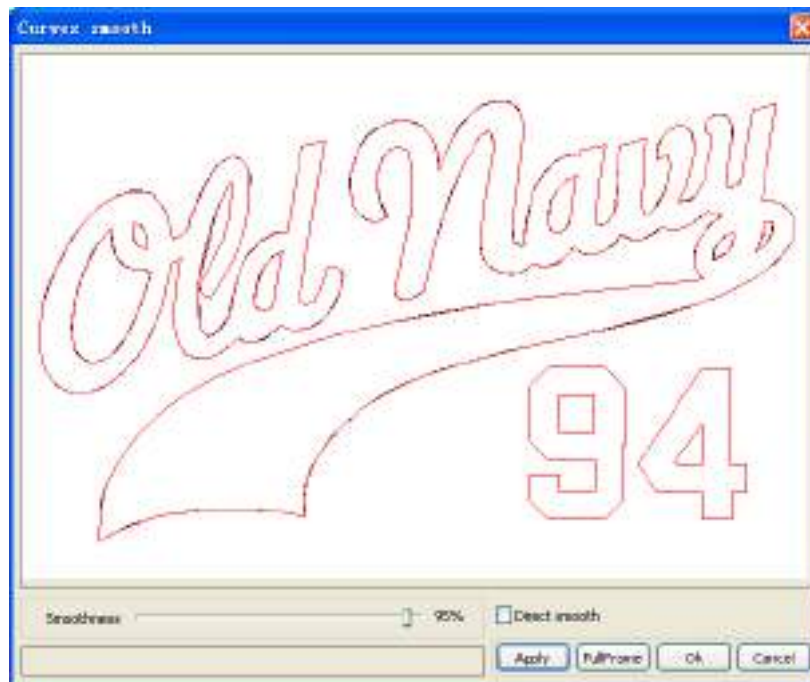 Curves smooth
Old Navy
94
Smoothness 95% Direct smooth
Apply FullFrame Ok Cancel